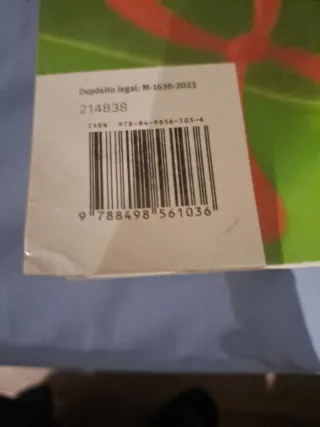 Depósito legal: M-1636-2023
214838
ISBN 978-84-9856-103-6
9 788498 561036